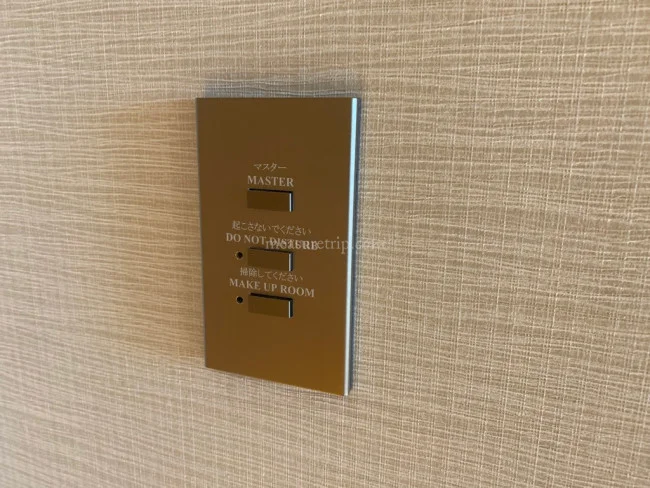 マスター
MASTER
起こさないでください
DO NOT DISTURB
掃除してください
MAKE UP ROOM